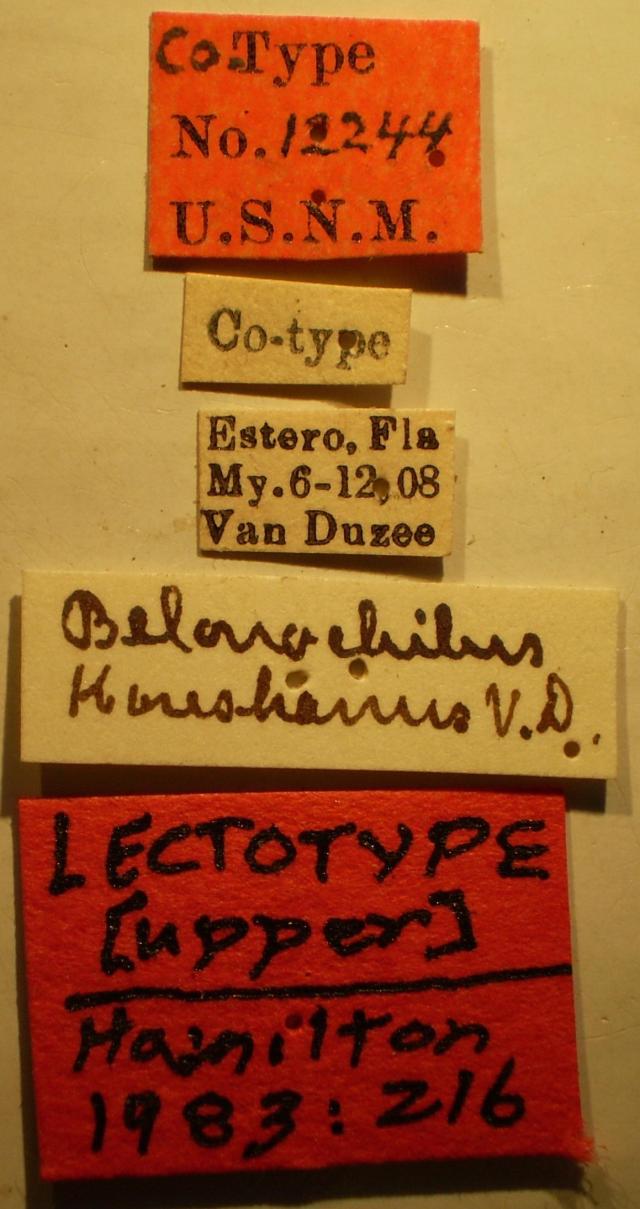 Co-Type
No. 12244
U.S.N.M.
Co-type
Estero, Fla
My. 6-12, 08
Van Duzee
Belonochilus
Koreshanus V.D.
LECTOTYPE
[upper]
Hamilton
1983: 216